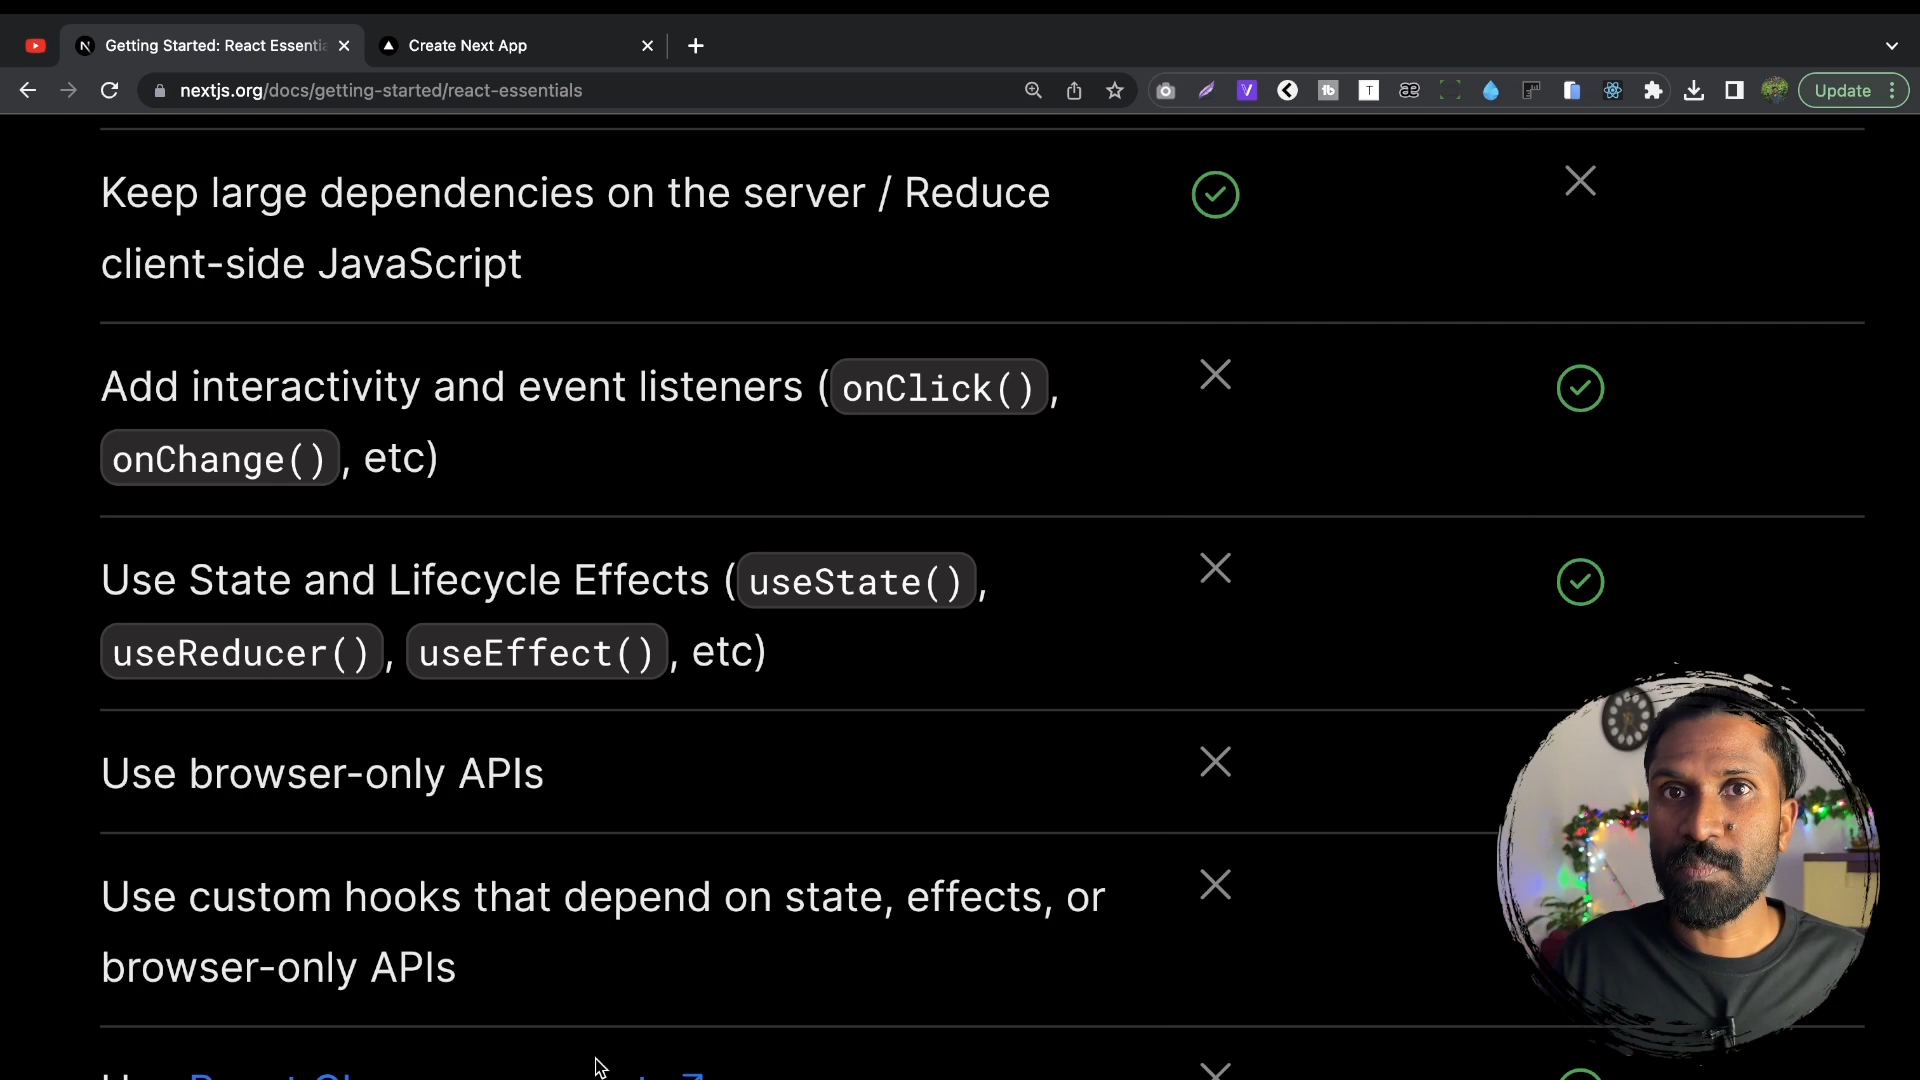 Getting Started: React Essentia
Create Next App
nextjs.org/docs/getting-started/react-essentials
Update
Keep large dependencies on the server / Reduce
client-side JavaScript
Add interactivity and event listeners ( onClick() ,
onChange() , etc)
Use State and Lifecycle Effects ( useState() ,
useReducer() , useEffect() , etc)
Use browser-only APIs
Use custom hooks that depend on state, effects, or
browser-only APIs